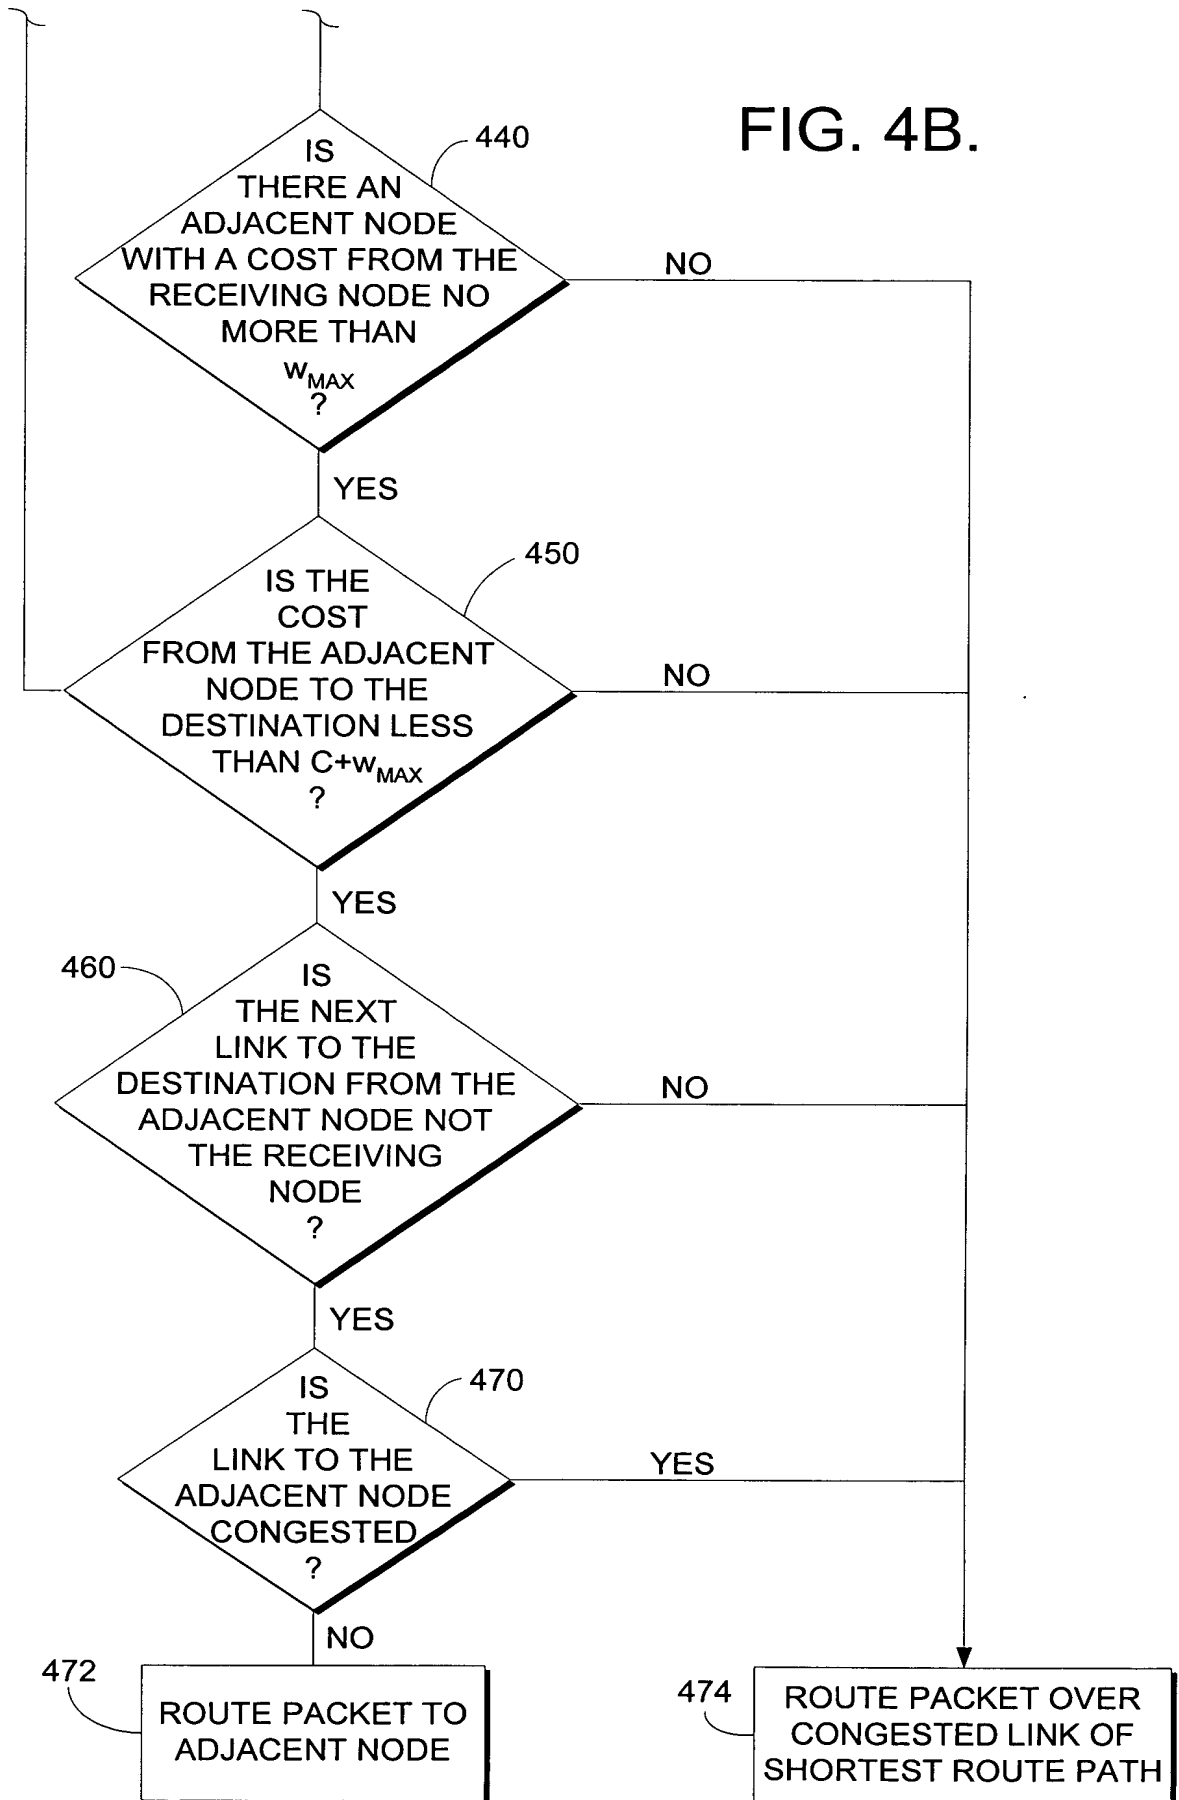 FIG. 4B.
440
IS
THERE AN
ADJACENT NODE
WITH A COST FROM THE
RECEIVING NODE NO
MORE THAN
wMAX
?
NO
YES
450
IS THE
COST
FROM THE ADJACENT
NODE TO THE
DESTINATION LESS
THAN C+wMAX
?
NO
YES
460
IS
THE NEXT
LINK TO THE
DESTINATION FROM THE
ADJACENT NODE NOT
THE RECEIVING
NODE
?
NO
YES
470
IS
THE
LINK TO THE
ADJACENT NODE
CONGESTED
?
YES
NO
472
ROUTE PACKET TO
ADJACENT NODE
474
ROUTE PACKET OVER
CONGESTED LINK OF
SHORTEST ROUTE PATH